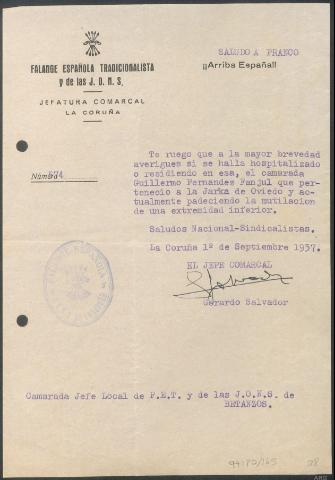 SALUDO A FRANCO
¡¡Arriba España!!
FALANGE ESPAÑOLA TRADICIONALISTA
y de las J. O. N. S.
JEFATURA COMARCAL
LA CORUÑA
Núm. 574
Te ruego que a la mayor brevedad
averigues si se halla hospitalizado
o residiendo en esa, el camarada
Guillermo Fernandez Fanjul que per-
tenecio a la Jarka de Oviedo y ac-
tualmente padeciendo la mutilacion
de una extremidad inferior.
Saludos Nacional-Sindicalistas.
La Coruña 1º de Septiembre 1937.
EL JEFE COMARCAL
Gerardo Salvador
Camarada Jefe Local de F.E.T. y de las J.O.N.S. de
BETANZOS.
28